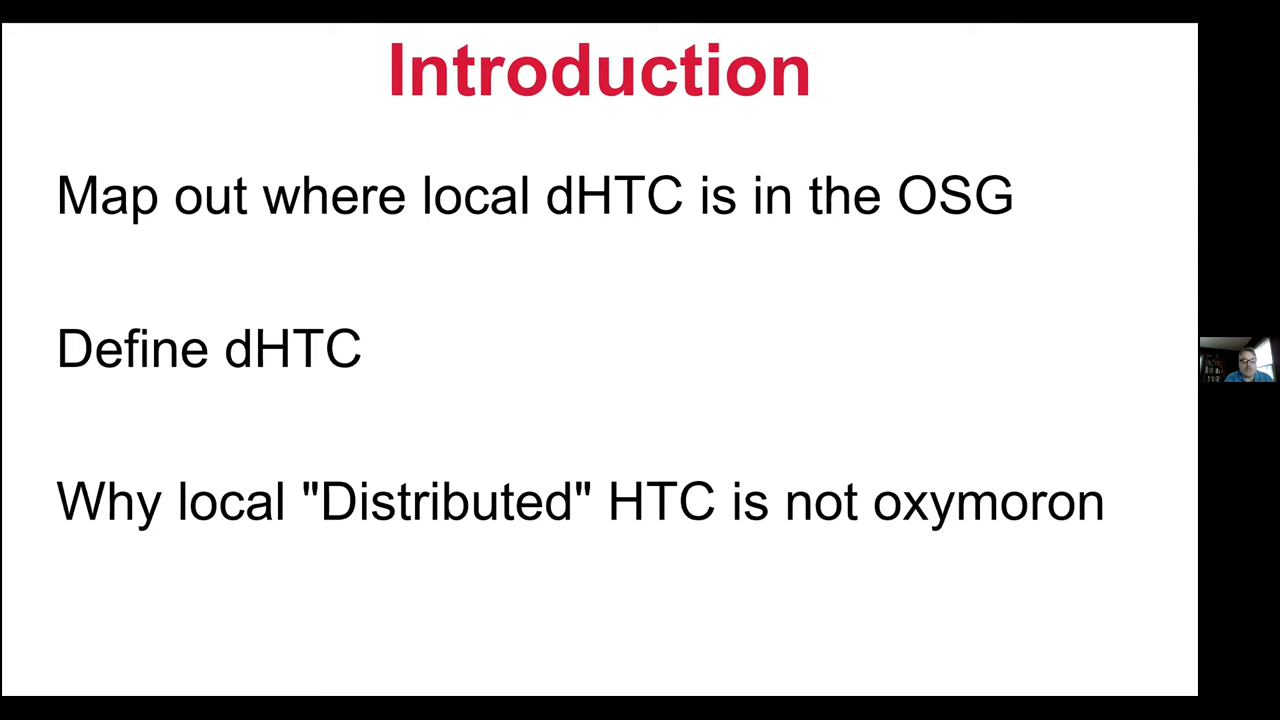 Introduction
Map out where local dHTC is in the OSG
Define dHTC
Why local "Distributed" HTC is not oxymoron